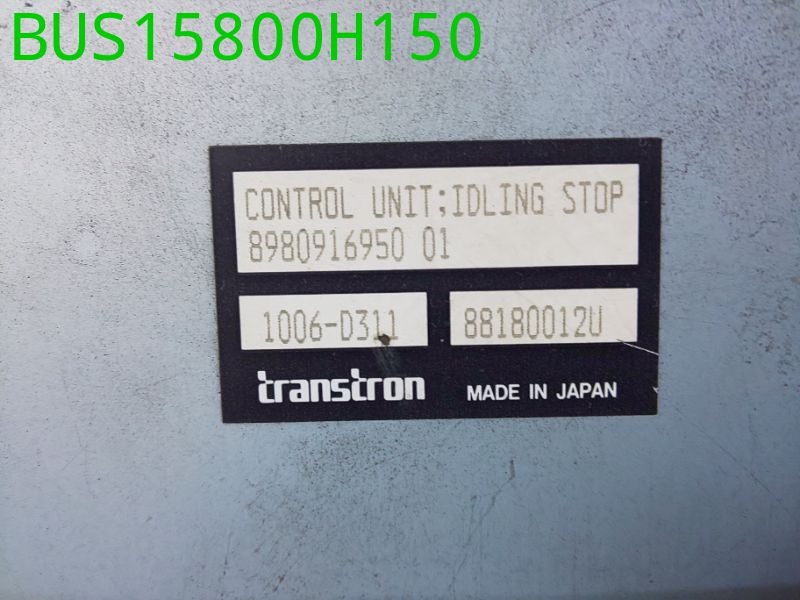 BUS15800H150
CONTROL UNIT;IDLING STOP
8980916950 01
1006-D311
88180012U
transtron
MADE IN JAPAN